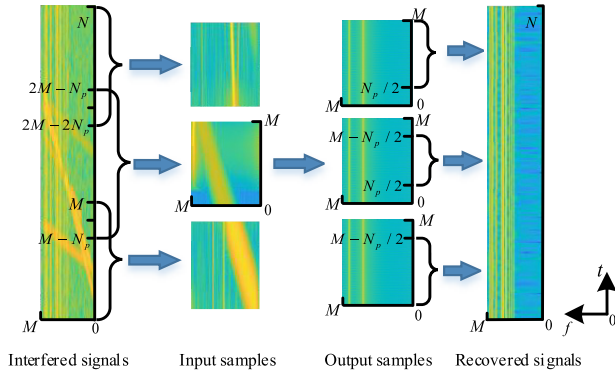 N
2M − N_p
2M − 2N_p
M
M − N_p
M
0
Interfered signals
M
M
0
Input samples
M
N_p / 2
0
M
M − N_p / 2
N_p / 2
M
0
M
M − N_p / 2
M
0
Output samples
N
M
0
Recovered signals
t
f
0